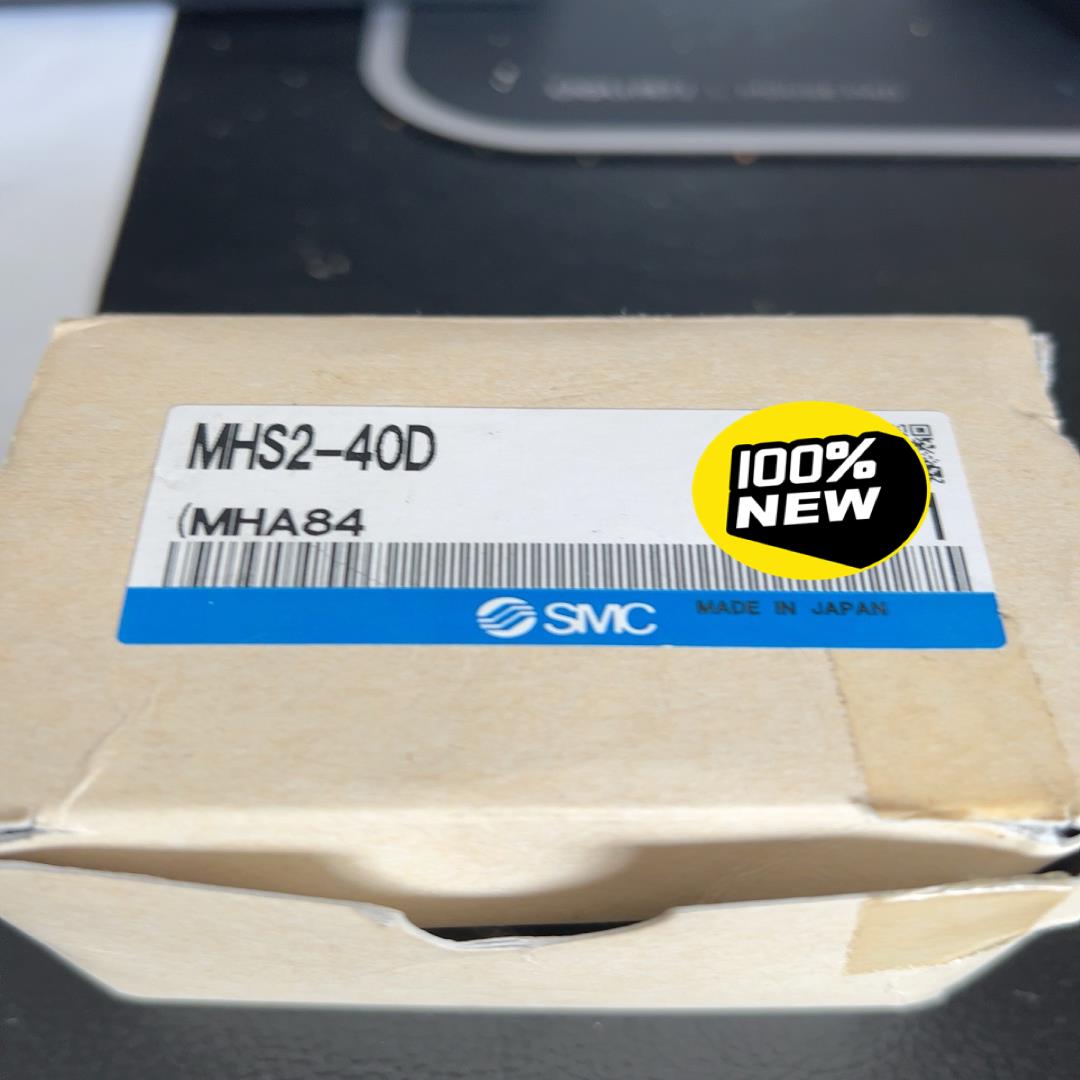 MHS2-40D
(MHA84
100%
NEW
SMC
MADE IN JAPAN